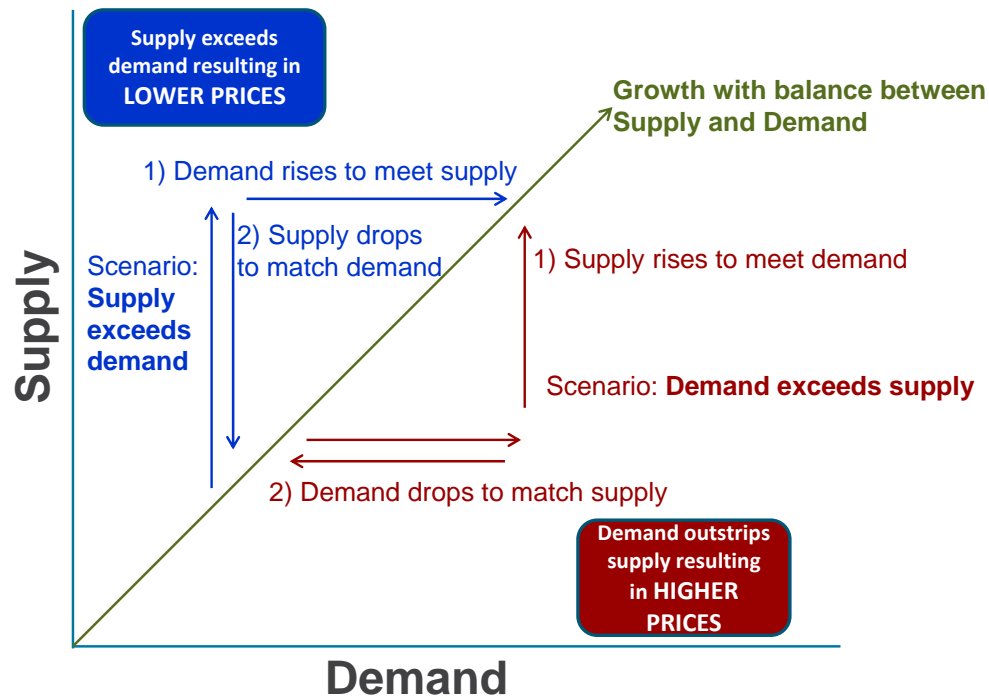 Supply exceeds
demand resulting in
LOWER PRICES
Growth with balance between
Supply and Demand
1) Demand rises to meet supply
2) Supply drops
to match demand
Scenario:
Supply
exceeds
demand
1) Supply rises to meet demand
Scenario: Demand exceeds supply
2) Demand drops to match supply
Demand outstrips
supply resulting
in HIGHER
PRICES
Supply
Demand